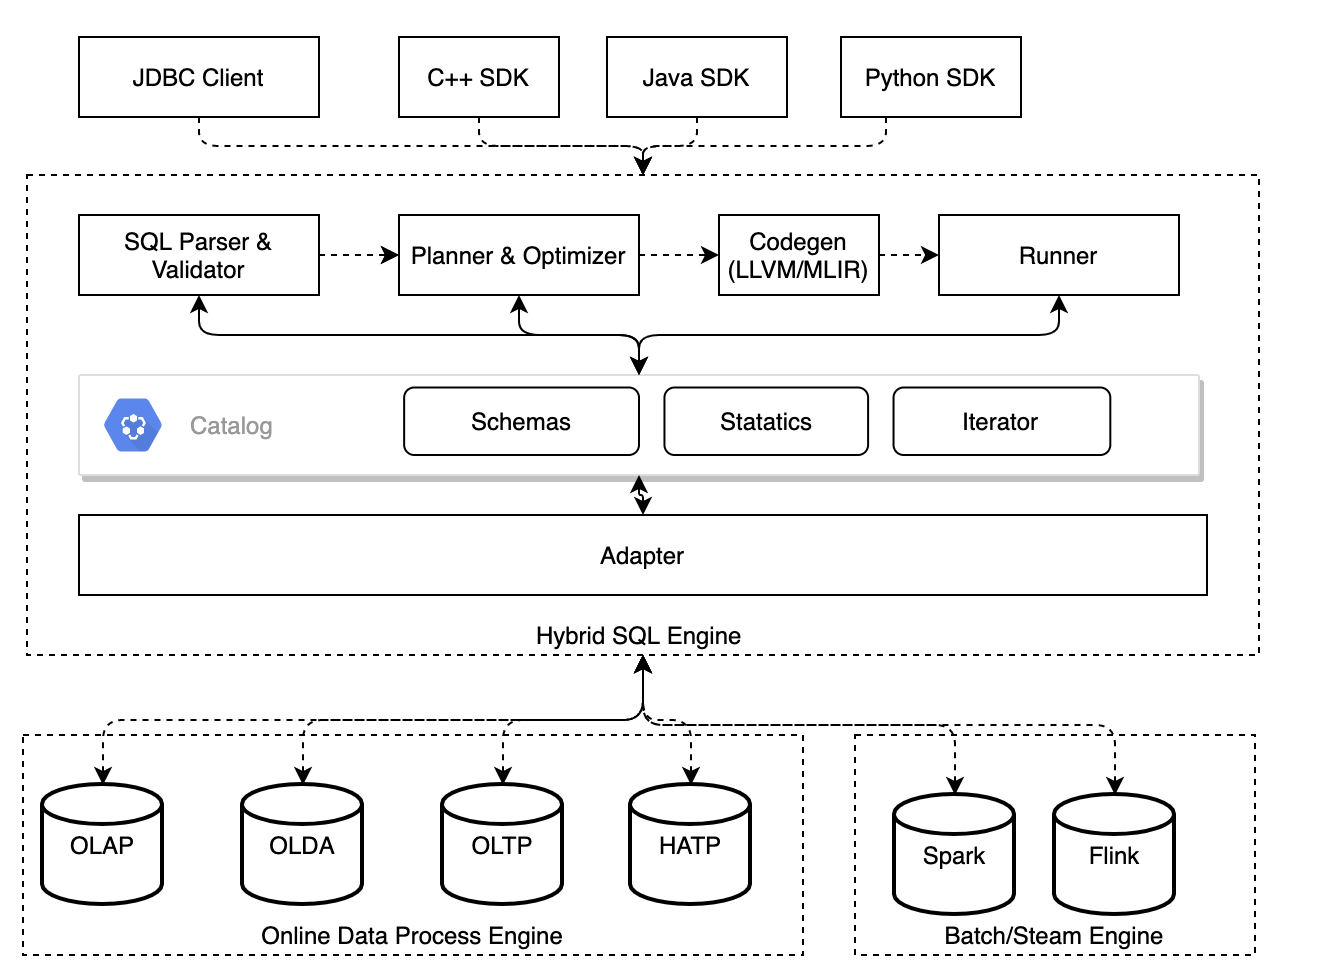 JDBC Client
C++ SDK
Java SDK
Python SDK
SQL Parser &
Validator
Planner & Optimizer
Codegen
(LLVM/MLIR)
Runner
Catalog
Schemas
Statatics
Iterator
Adapter
Hybrid SQL Engine
OLAP
OLDA
OLTP
HATP
Spark
Flink
Online Data Process Engine
Batch/Steam Engine